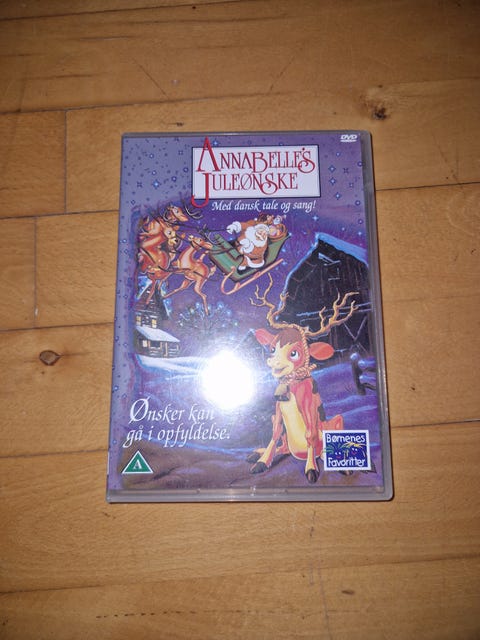 DVD
ANNABELLE'S
JULEØNSKE
Med dansk tale og sang!
Ønsker kan
gå i opfyldelse.
A
Børnenes
Favoritter